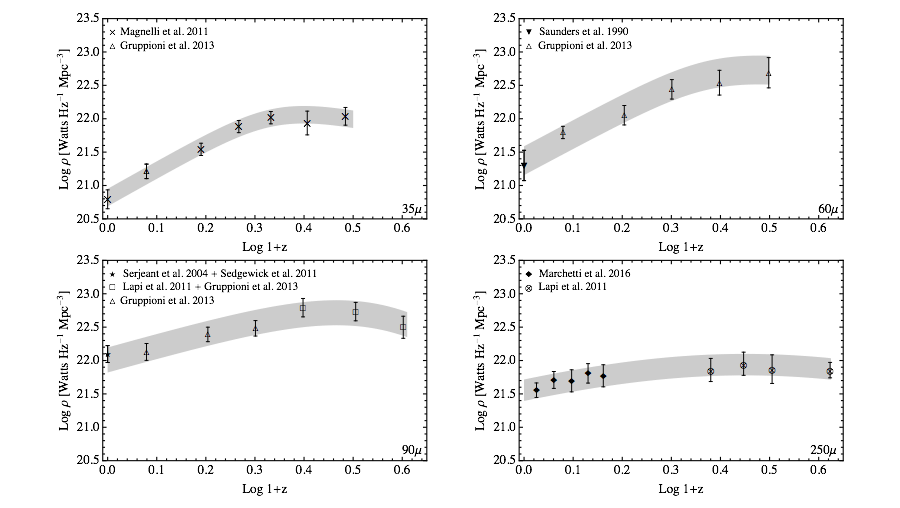 23.5
23.0
22.5
22.0
21.5
21.0
20.5
Log ρ [Watts Hz⁻¹ Mpc⁻³]
Magnelli et al. 2011
Gruppioni et al. 2013
35μ
0.0 0.1 0.2 0.3 0.4 0.5 0.6
Log 1+z
23.5
23.0
22.5
22.0
21.5
21.0
20.5
Log ρ [Watts Hz⁻¹ Mpc⁻³]
Saunders et al. 1990
Gruppioni et al. 2013
60μ
0.0 0.1 0.2 0.3 0.4 0.5 0.6
Log 1+z
23.5
23.0
22.5
22.0
21.5
21.0
20.5
Log ρ [Watts Hz⁻¹ Mpc⁻³]
Serjeant et al. 2004 + Sedgewick et al. 2011
Lapi et al. 2011 + Gruppioni et al. 2013
Gruppioni et al. 2013
90μ
0.0 0.1 0.2 0.3 0.4 0.5 0.6
Log 1+z
23.5
23.0
22.5
22.0
21.5
21.0
20.5
Log ρ [Watts Hz⁻¹ Mpc⁻³]
Marchetti et al. 2016
Lapi et al. 2011
250μ
0.0 0.1 0.2 0.3 0.4 0.5 0.6
Log 1+z